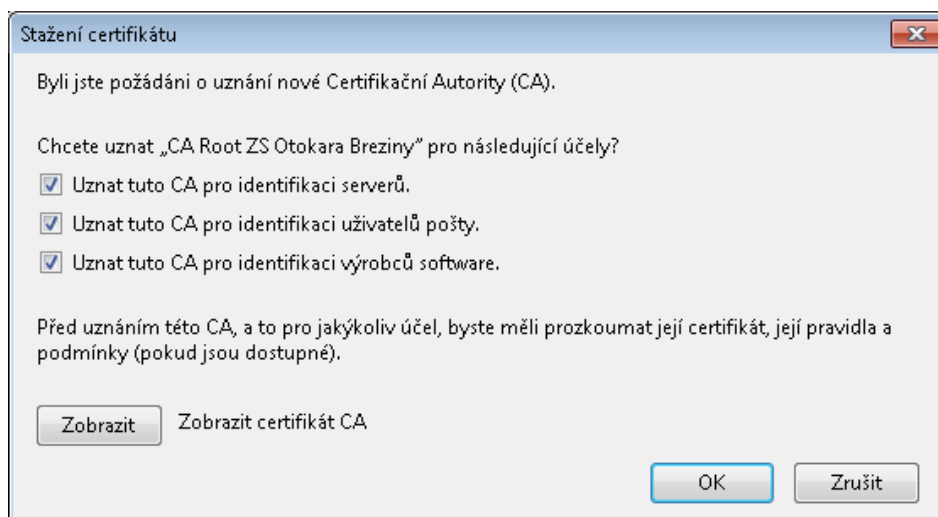 Stažení certifikátu
Byli jste požádáni o uznání nové Certifikační Autority (CA).
Chcete uznat „CA Root ZS Otokara Breziny” pro následující účely?
Uznat tuto CA pro identifikaci serverů.
Uznat tuto CA pro identifikaci uživatelů pošty.
Uznat tuto CA pro identifikaci výrobců software.
Před uznáním této CA, a to pro jakýkoliv účel, byste měli prozkoumat její certifikát, její pravidla a
podmínky (pokud jsou dostupné).
Zobrazit Zobrazit certifikát CA
OK Zrušit